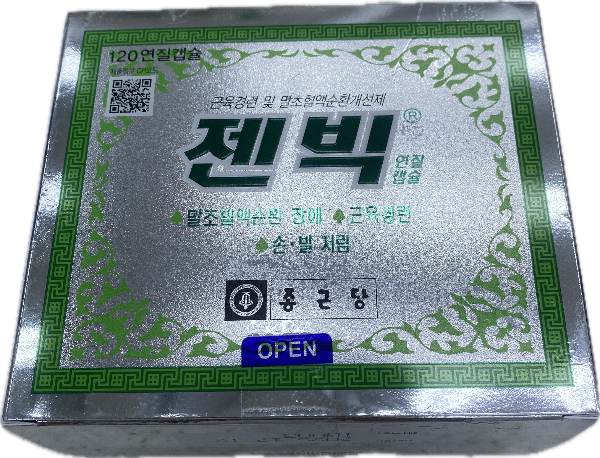 120연질캡슐
근육경련 및 말초혈액순환개선제
젠빅®
연질
캡슐
말초혈액순환 장애 근육경련
손·발 저림
종근당
OPEN